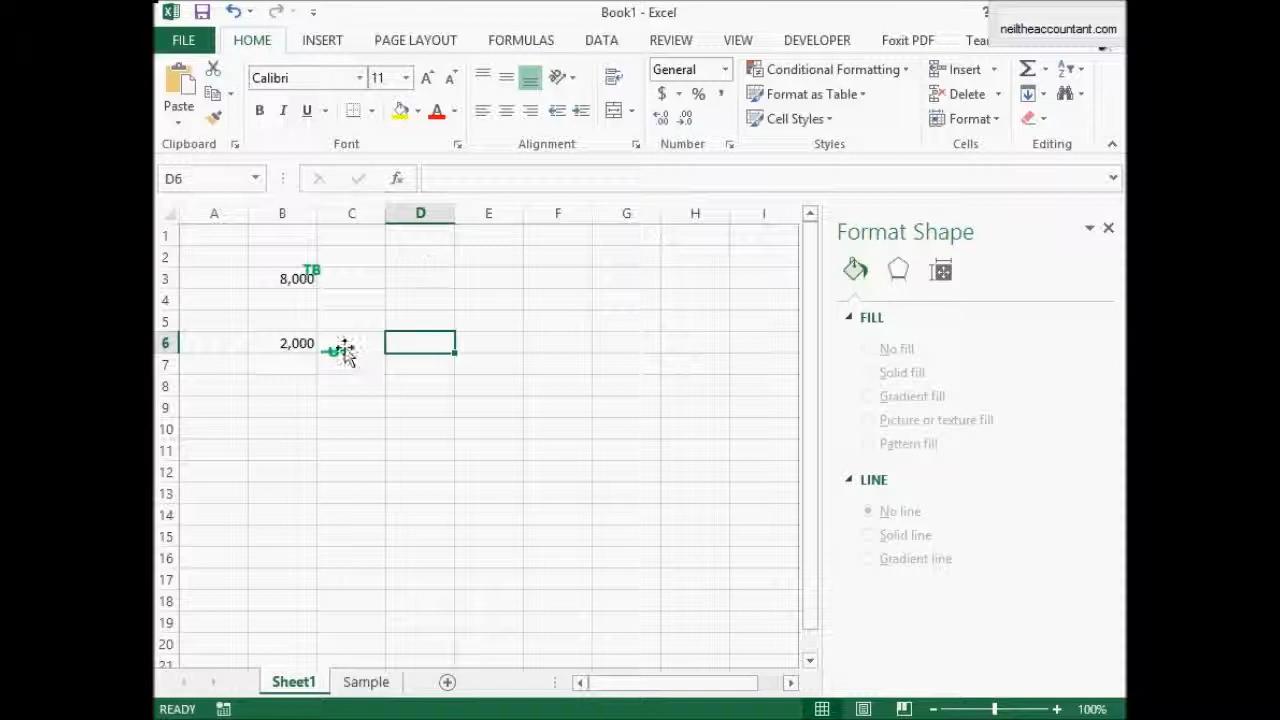 Book1 - Excel
?
neiltheaccountant.com
FILE HOME INSERT PAGE LAYOUT FORMULAS DATA REVIEW VIEW DEVELOPER Foxit PDF Tea
Calibri 11 General Conditional Formatting Insert Σ
Paste B I U $ % , Format as Table Delete
Cell Styles Format
Clipboard Font Alignment Number Styles Cells Editing
D6 fx
A B C D E F G H I
1
2
TB
3 8,000
4
5
6 2,000
7
8
9
10
11
12
13
14
15
16
17
18
19
20
21
Format Shape
FILL
No fill
Solid fill
Gradient fill
Picture or texture fill
Pattern fill
LINE
No line
Solid line
Gradient line
Sheet1 Sample
READY 100%